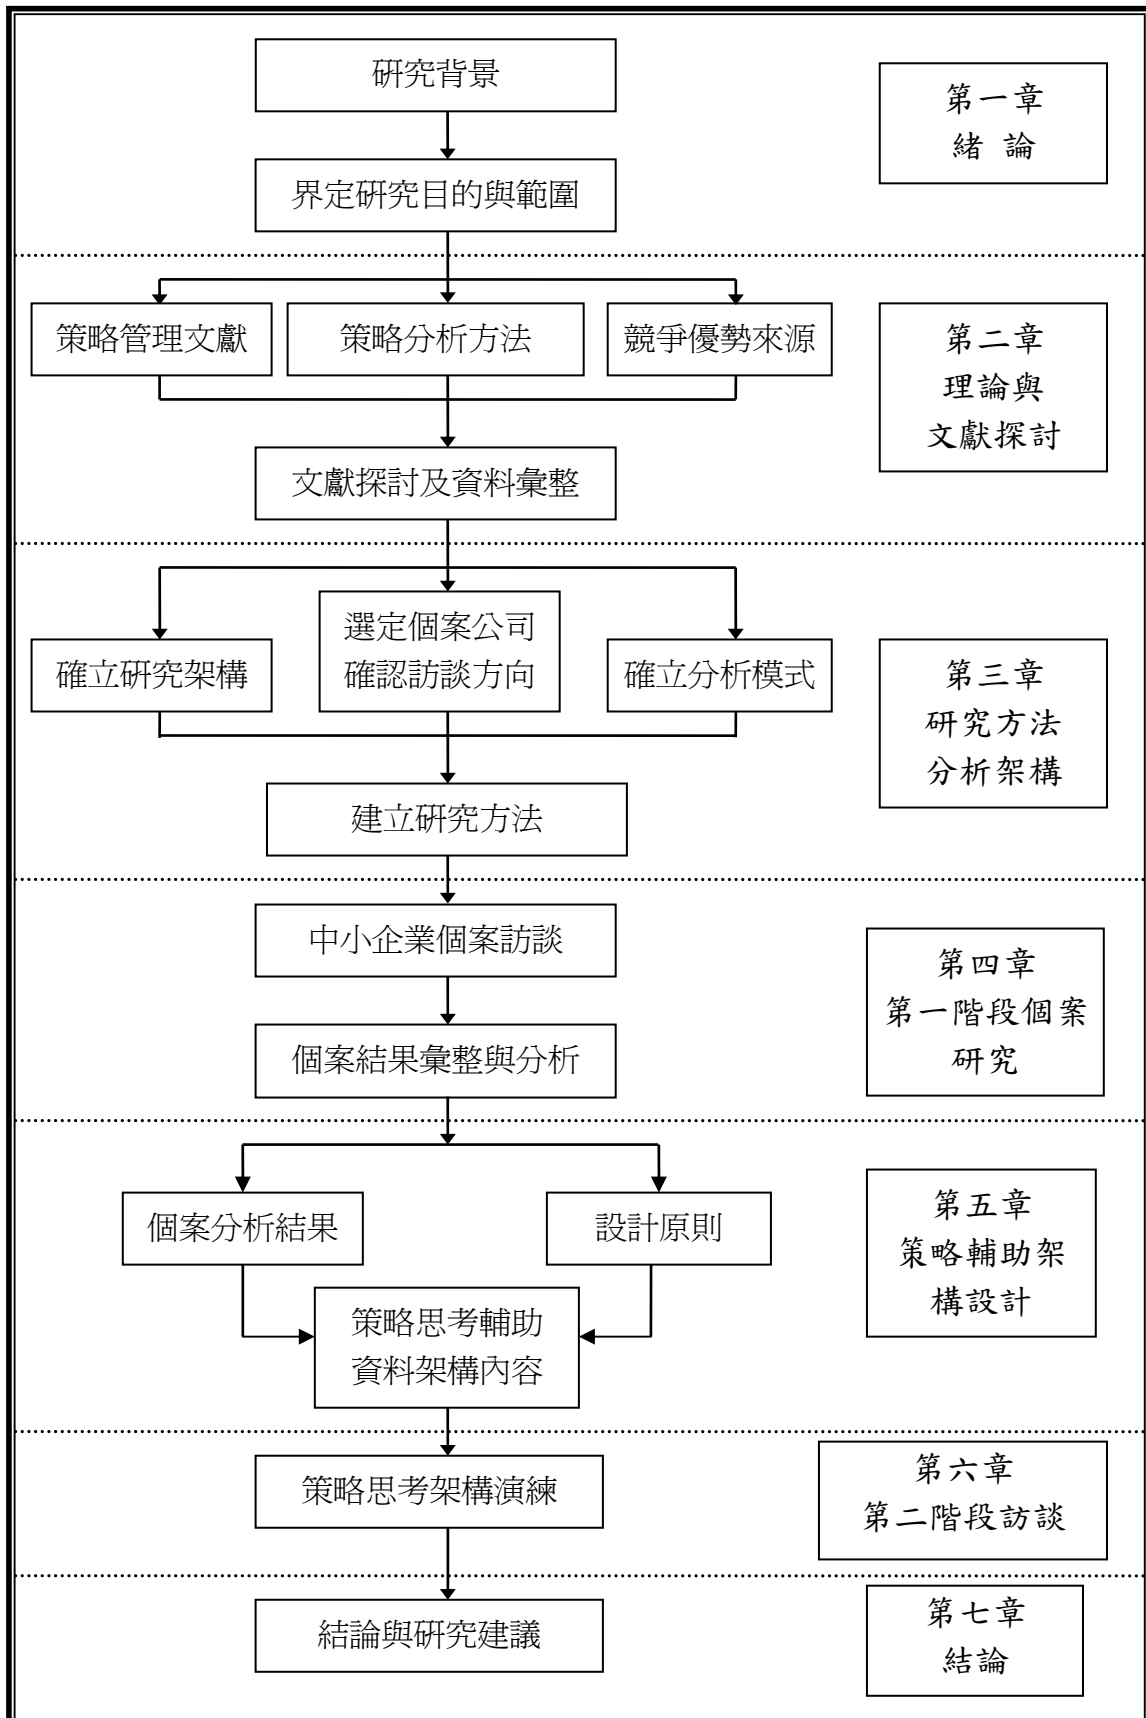 研究背景
界定研究目的與範圍
第一章
緒 論
策略管理文獻
策略分析方法
競爭優勢來源
文獻探討及資料彙整
第二章
理論與
文獻探討
確立研究架構
選定個案公司
確認訪談方向
確立分析模式
建立研究方法
第三章
研究方法
分析架構
中小企業個案訪談
個案結果彙整與分析
第四章
第一階段個案
研究
個案分析結果
設計原則
策略思考輔助
資料架構內容
第五章
策略輔助架
構設計
策略思考架構演練
第六章
第二階段訪談
結論與研究建議
第七章
結論